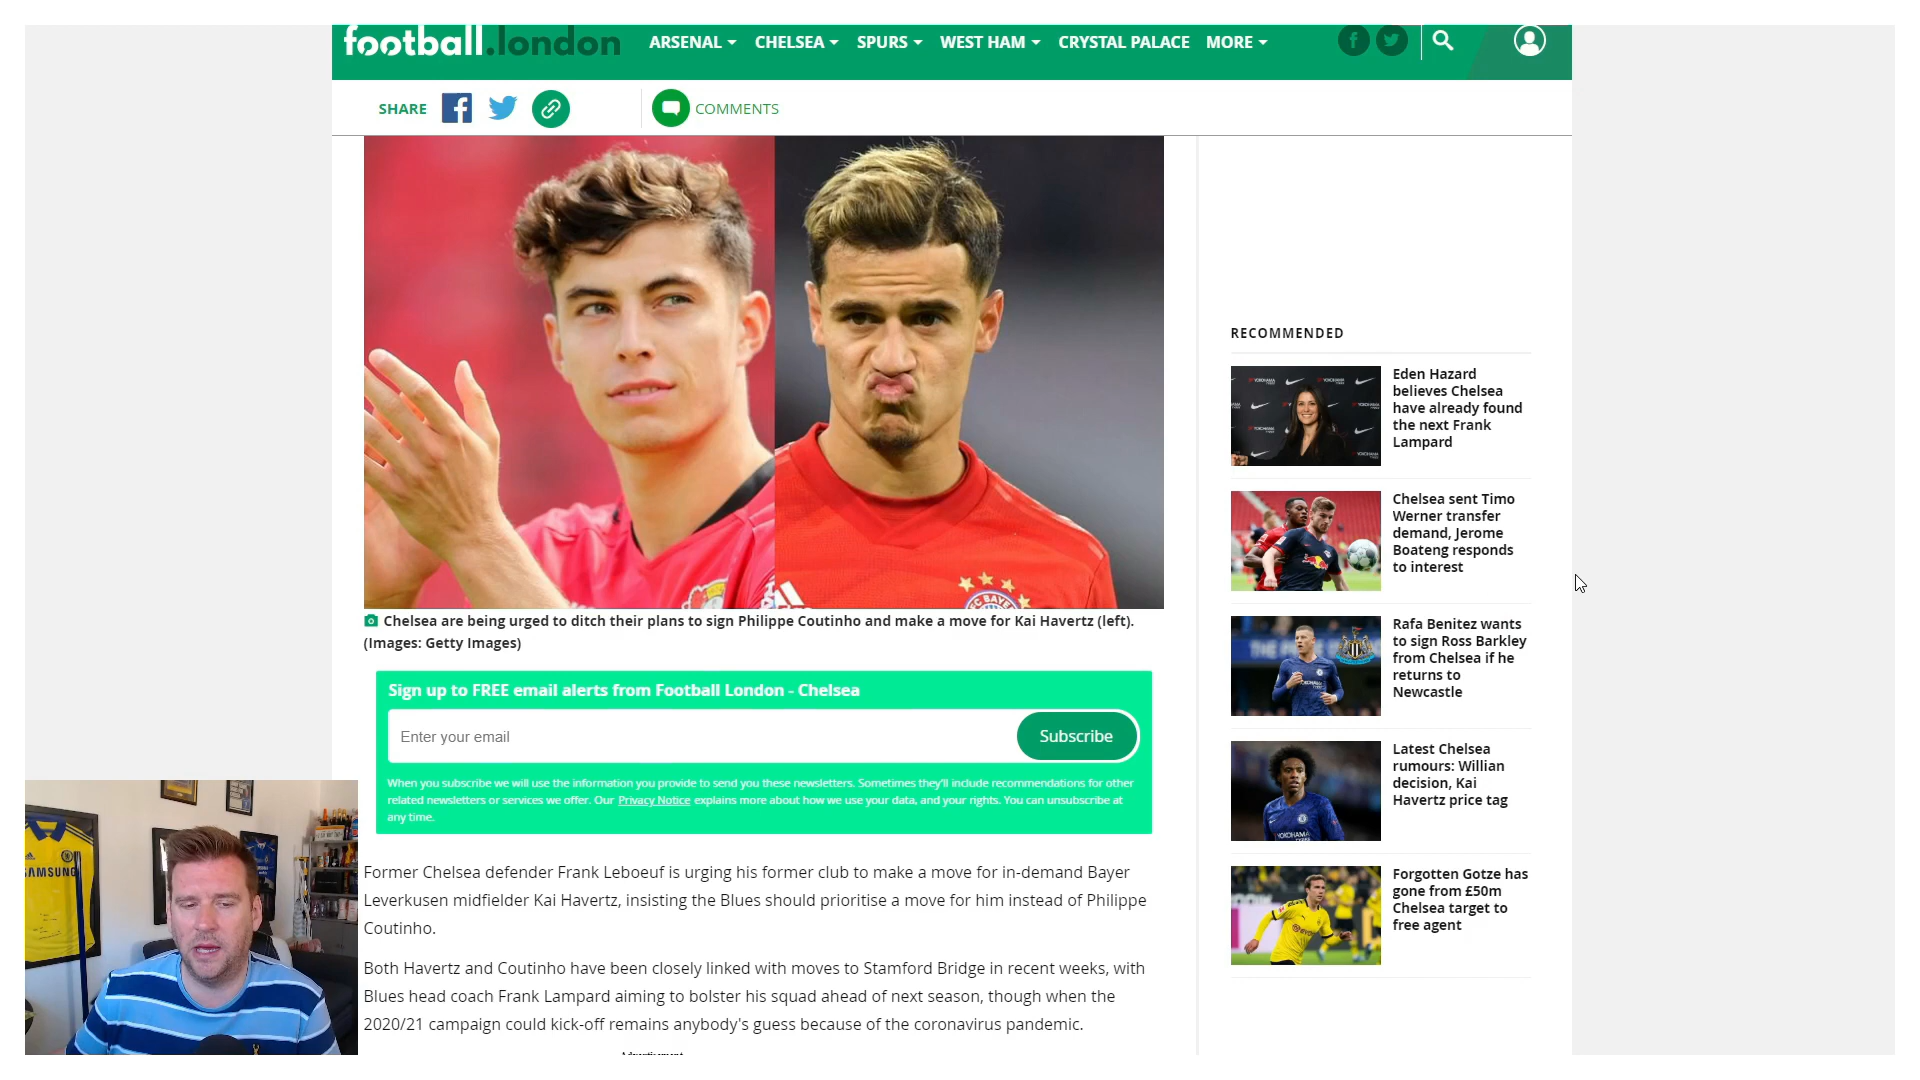 football.london
ARSENAL
CHELSEA
SPURS
WEST HAM
CRYSTAL PALACE
MORE
SHARE
COMMENTS
FC BAYE
Chelsea are being urged to ditch their plans to sign Philippe Coutinho and make a move for Kai Havertz (left).
(Images: Getty Images)
Sign up to FREE email alerts from Football London - Chelsea
Enter your email
Subscribe
When you subscribe we will use the information you provide to send you these newsletters. Sometimes they'll include recommendations for other
related newsletters or services we offer. Our Privacy Notice explains more about how we use your data, and your rights. You can unsubscribe at
any time.
Former Chelsea defender Frank Leboeuf is urging his former club to make a move for in-demand Bayer
Leverkusen midfielder Kai Havertz, insisting the Blues should prioritise a move for him instead of Philippe
Coutinho.
Both Havertz and Coutinho have been closely linked with moves to Stamford Bridge in recent weeks, with
Blues head coach Frank Lampard aiming to bolster his squad ahead of next season, though when the
2020/21 campaign could kick-off remains anybody's guess because of the coronavirus pandemic.
RECOMMENDED
Eden Hazard
believes Chelsea
have already found
the next Frank
Lampard
Chelsea sent Timo
Werner transfer
demand, Jerome
Boateng responds
to interest
Rafa Benitez wants
to sign Ross Barkley
from Chelsea if he
returns to
Newcastle
Latest Chelsea
rumours: Willian
decision, Kai
Havertz price tag
Forgotten Gotze has
gone from £50m
Chelsea target to
free agent
SAMSUNG